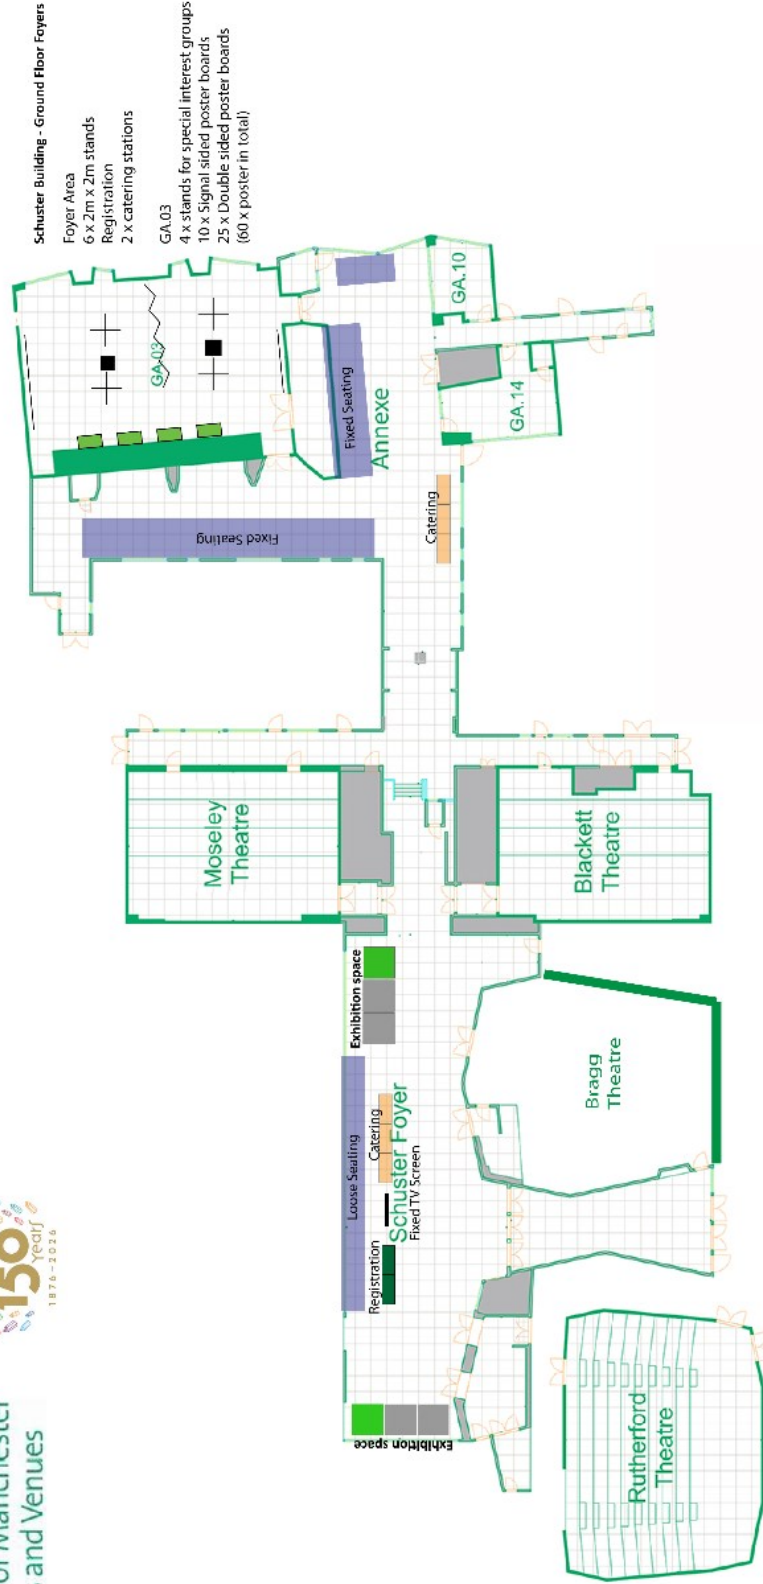 Schuster Building - Ground Floor Foyers
Foyer Area
6 x 2m x 2m stands
Registration
2 x catering stations
GA.03
4 x stands for special interest groups
10 x Signal sided poster boards
25 x Double sided poster boards
(60 x poster in total)
of Manchester
and Venues
150
Years
1876-2026
GA.03
Fixed Seating
Fixed Seating
Annexe
GA.10
GA.14
Catering
Moseley
Theatre
Blackett
Theatre
Exhibition space
Loose Seating
Catering
Schuster Foyer
Fixed TV Screen
Registration
Exhibition space
Bragg
Theatre
Rutherford
Theatre